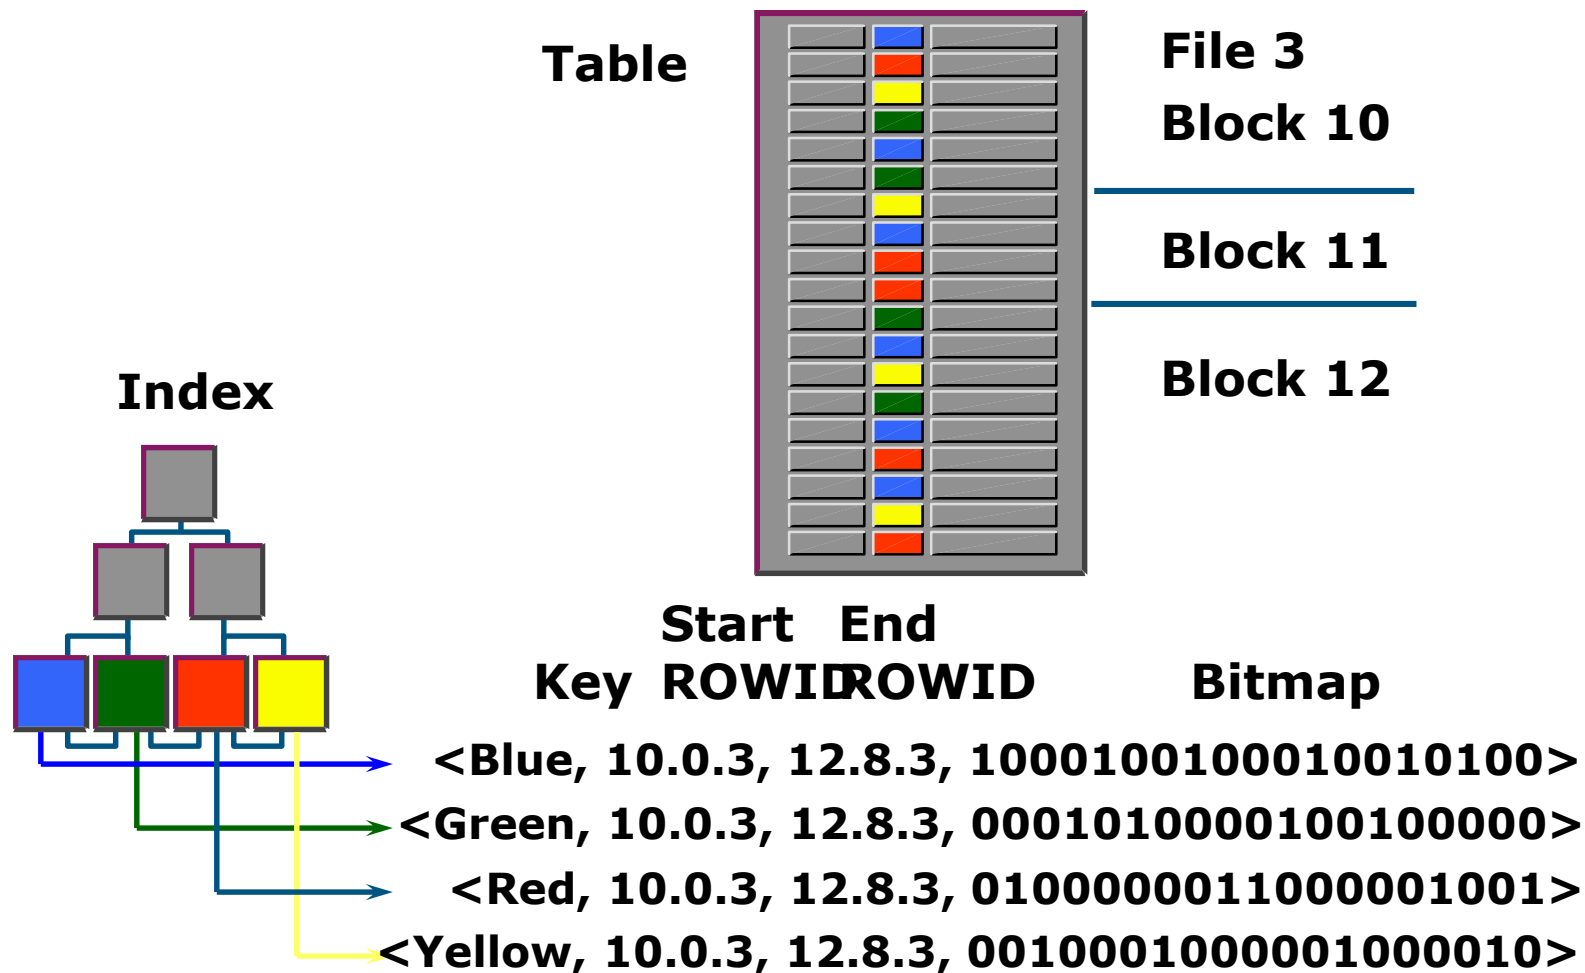 Table
File 3
Block 10
Block 11
Block 12
Index
Start End
Key ROWID ROWID Bitmap
<Blue, 10.0.3, 12.8.3, 1000100100010010100>
<Green, 10.0.3, 12.8.3, 0001010000100100000>
<Red, 10.0.3, 12.8.3, 0100000011000001001>
<Yellow, 10.0.3, 12.8.3, 0010001000001000010>